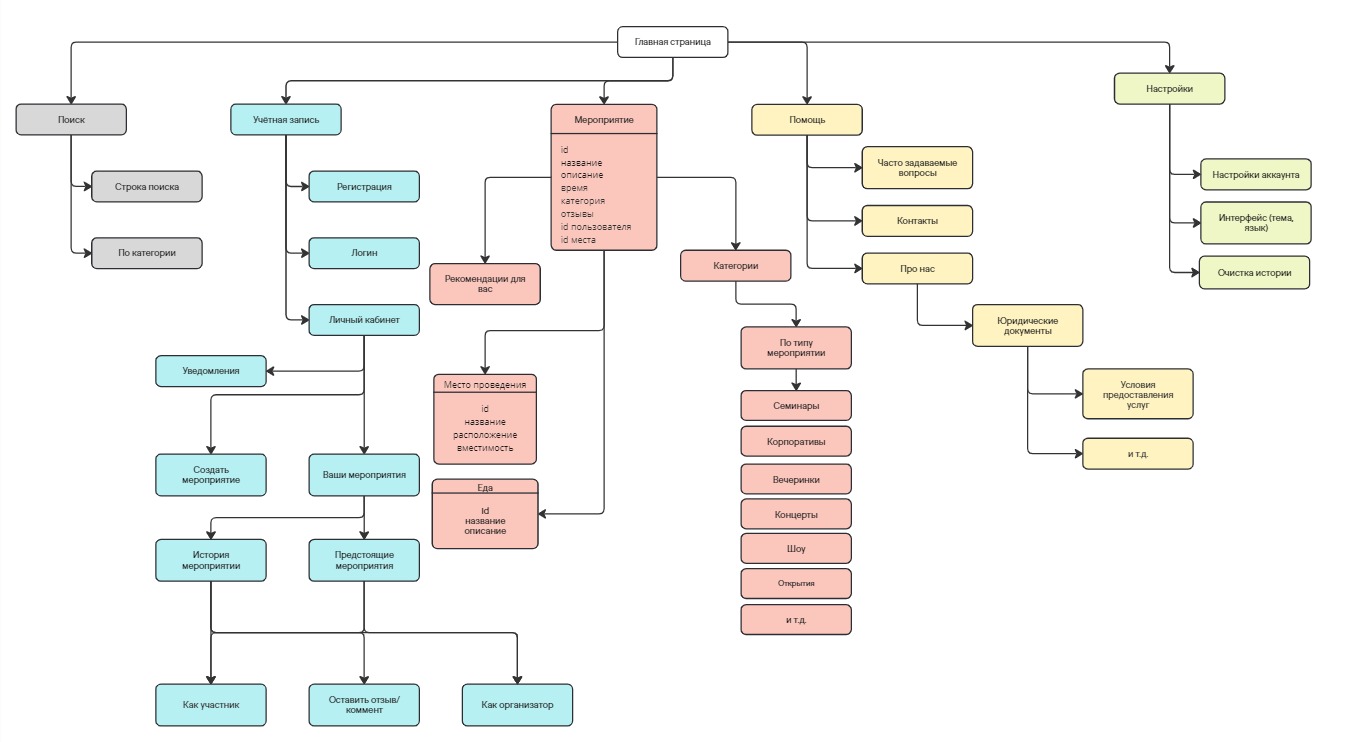 Главная страница
Настройки
Поиск
Учётная запись
Мероприятие
Помощь
id
название
описание
время
категория
отзывы
id пользователя
id места
Строка поиска
По категории
Регистрация
Логин
Личный кабинет
Уведомления
Создать
мероприятие
Ваши мероприятия
История
мероприятии
Предстоящие
мероприятия
Как участник
Оставить отзыв/
коммент
Как организатор
Рекомендации для
вас
Место проведения
id
название
расположение
вместимость
Еда
id
название
описание
Категории
По типу
мероприятии
Семинары
Корпоративы
Вечеринки
Концерты
Шоу
Открытия
и т.д.
Часто задаваемые
вопросы
Контакты
Про нас
Юридические
документы
Условия
предоставления
услуг
и т.д.
Настройки аккаунта
Интерфейс (тема,
язык)
Очистка истории